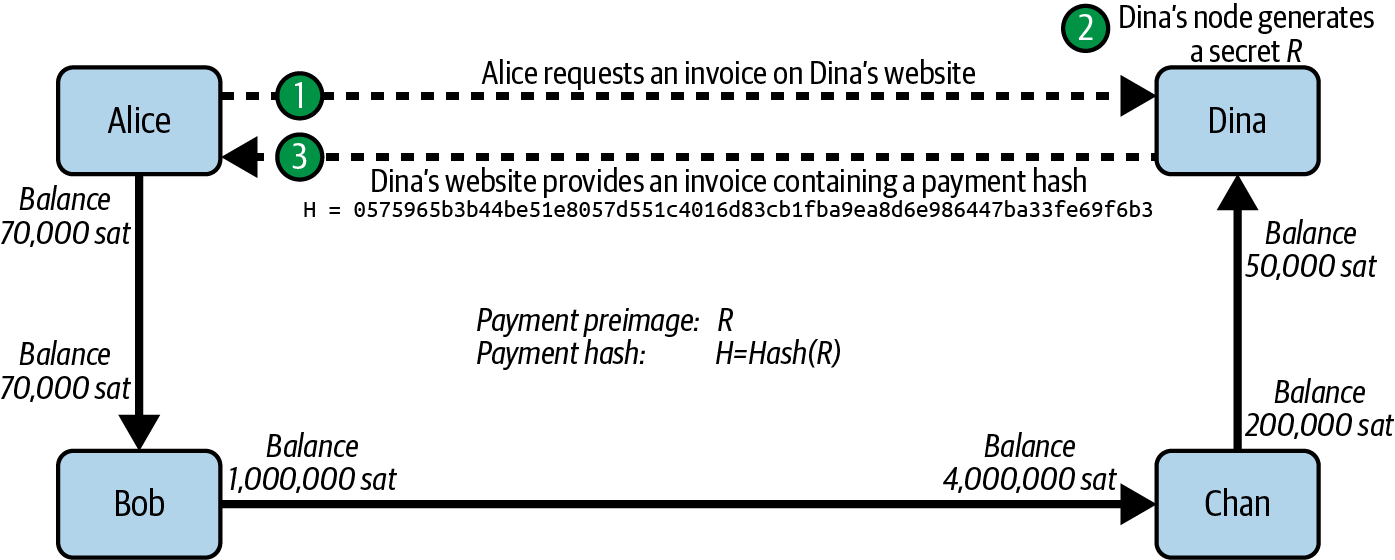 2 Dina's node generates
a secret R
Alice requests an invoice on Dina's website
Alice
1
Dina
3
Dina's website provides an invoice containing a payment hash
H = 0575965b3b44be51e8057d551c4016d83cb1fba9ea8d6e986447ba33fe69f6b3
Balance
70,000 sat
Balance
50,000 sat
Payment preimage: R
Payment hash: H=Hash(R)
Balance
70,000 sat
Balance
200,000 sat
Balance
1,000,000 sat
Balance
4,000,000 sat
Bob
Chan